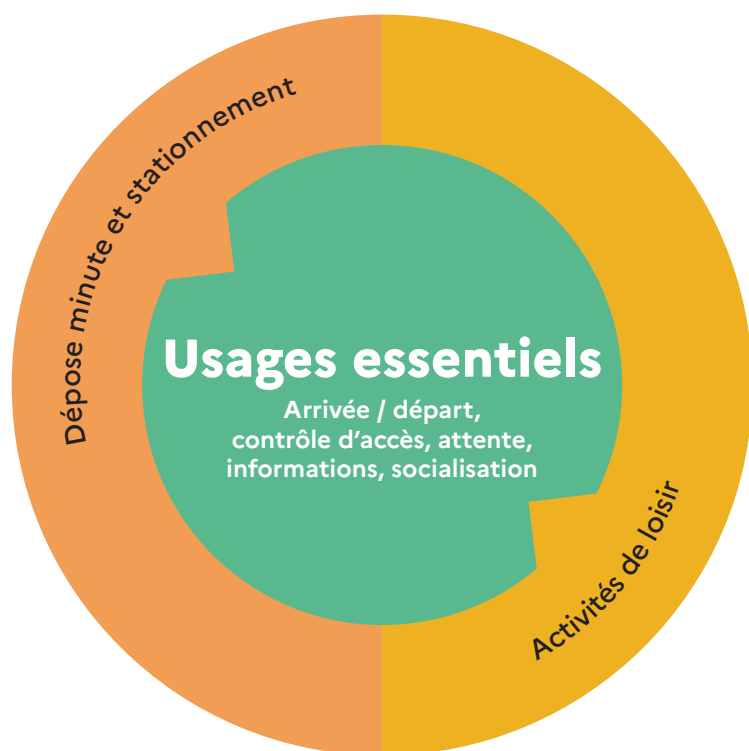 Dépose minute et stationnement
Usages essentiels
Arrivée / départ,
contrôle d’accès, attente,
informations, socialisation
Activités de loisir